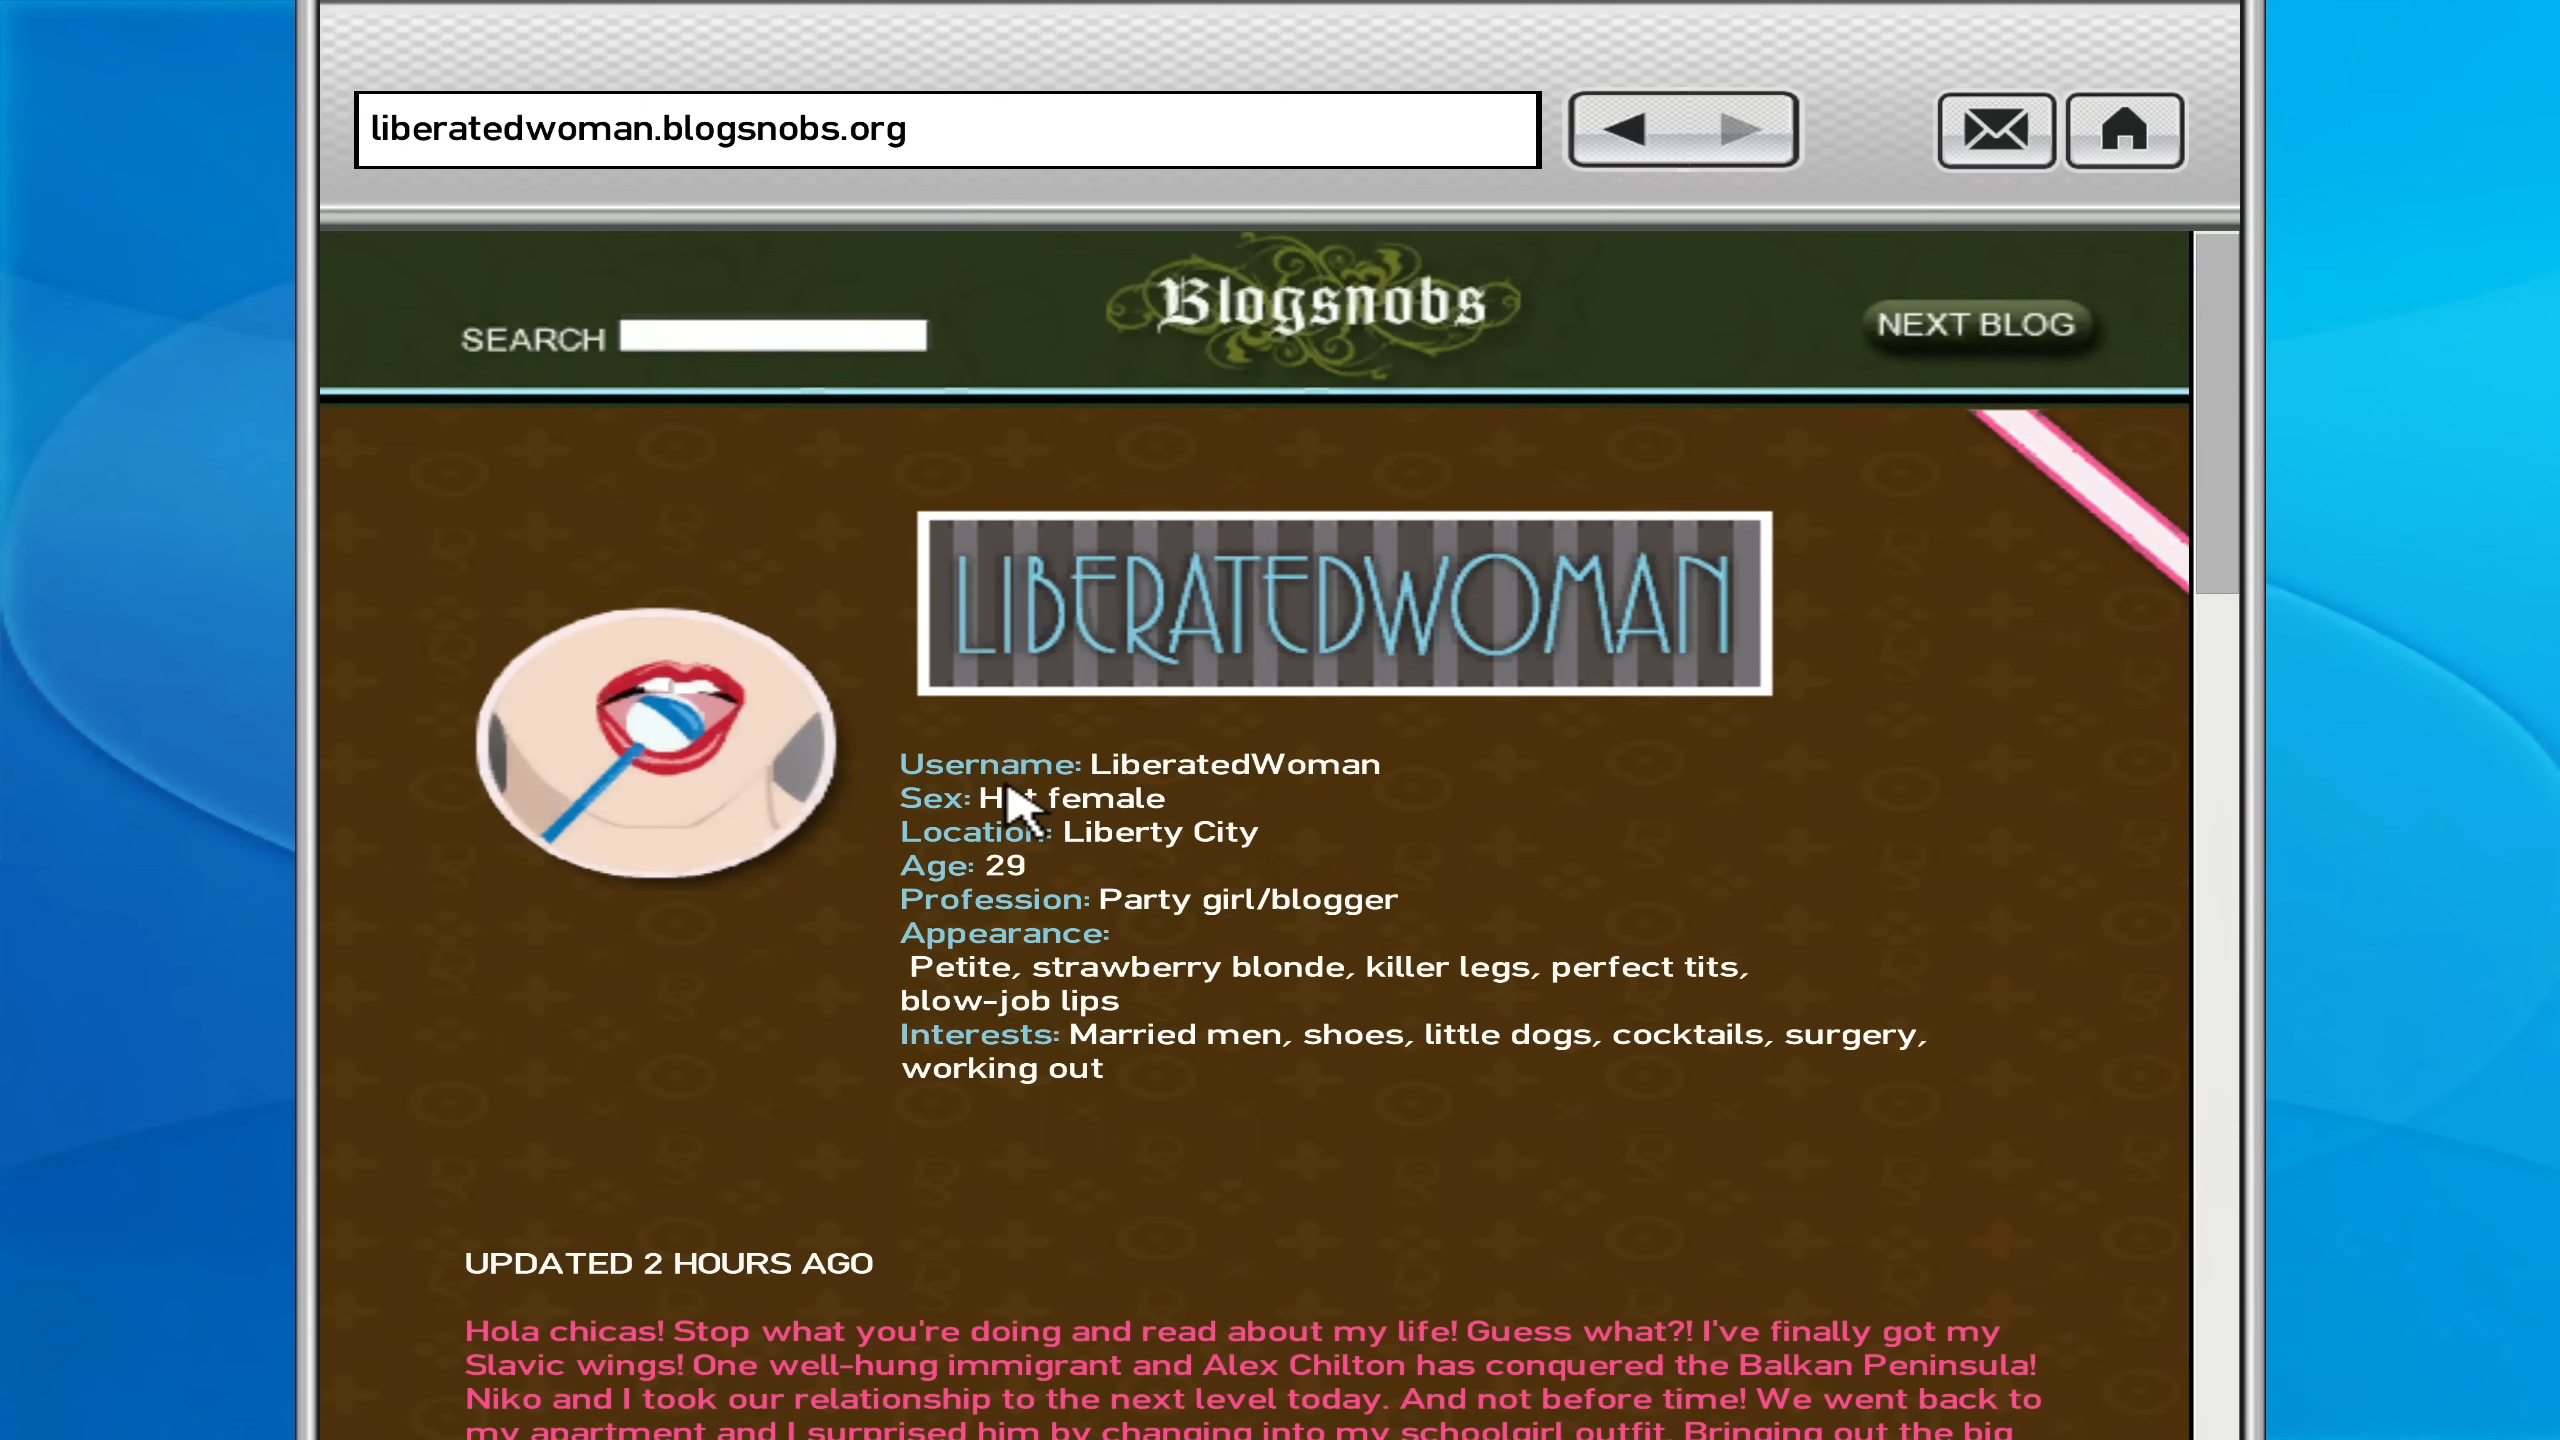 liberatedwoman.blogsnobs.org
SEARCH
Blogsnobs
NEXT BLOG
LIBERATEDWOMAN
Username: LiberatedWoman
Sex: Hot female
Location: Liberty City
Age: 29
Profession: Party girl/blogger
Appearance:
Petite, strawberry blonde, killer legs, perfect tits,
blow-job lips
Interests: Married men, shoes, little dogs, cocktails, surgery,
working out
UPDATED 2 HOURS AGO
Hola chicas! Stop what you're doing and read about my life! Guess what?! I've finally got my
Slavic wings! One well-hung immigrant and Alex Chilton has conquered the Balkan Peninsula!
Niko and I took our relationship to the next level today. And not before time! We went back to
my apartment and I surprised him by changing into my schoolgirl outfit. Bringing out the big